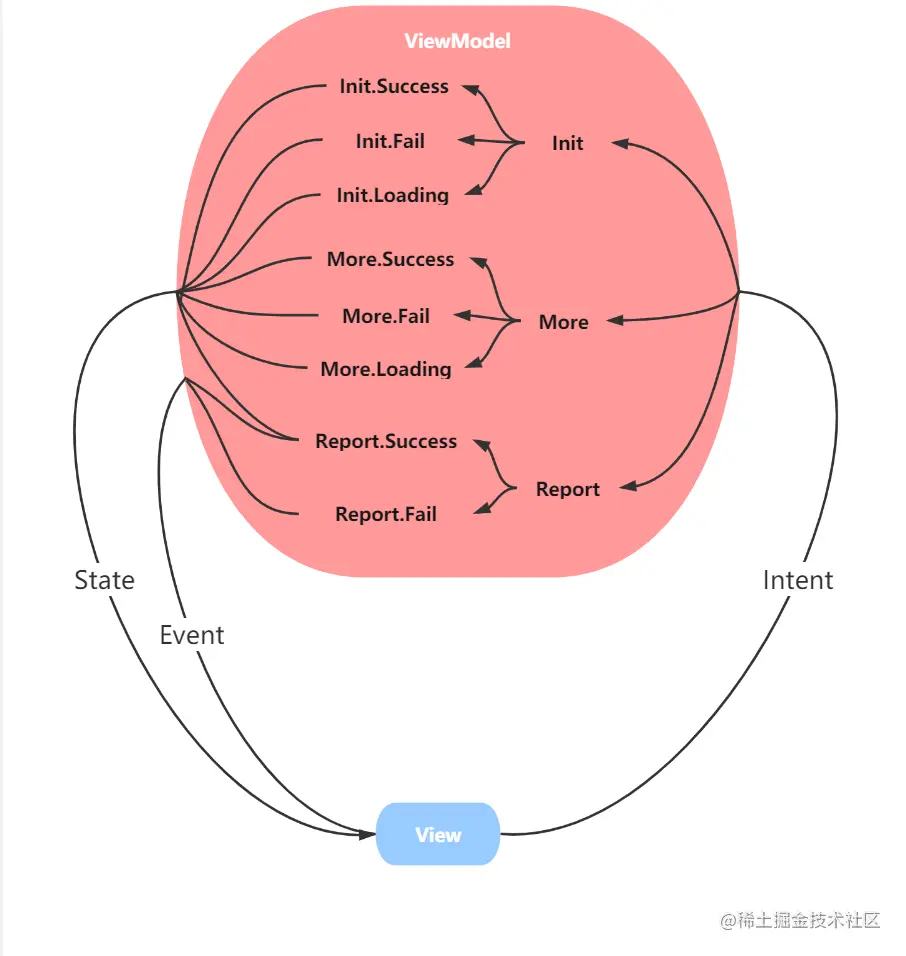 ViewModel
Init.Success
Init.Fail
Init
Init.Loading
More.Success
More.Fail
More
More.Loading
Report.Success
Report
Report.Fail
State
Intent
Event
View
@稀土掘金技术社区